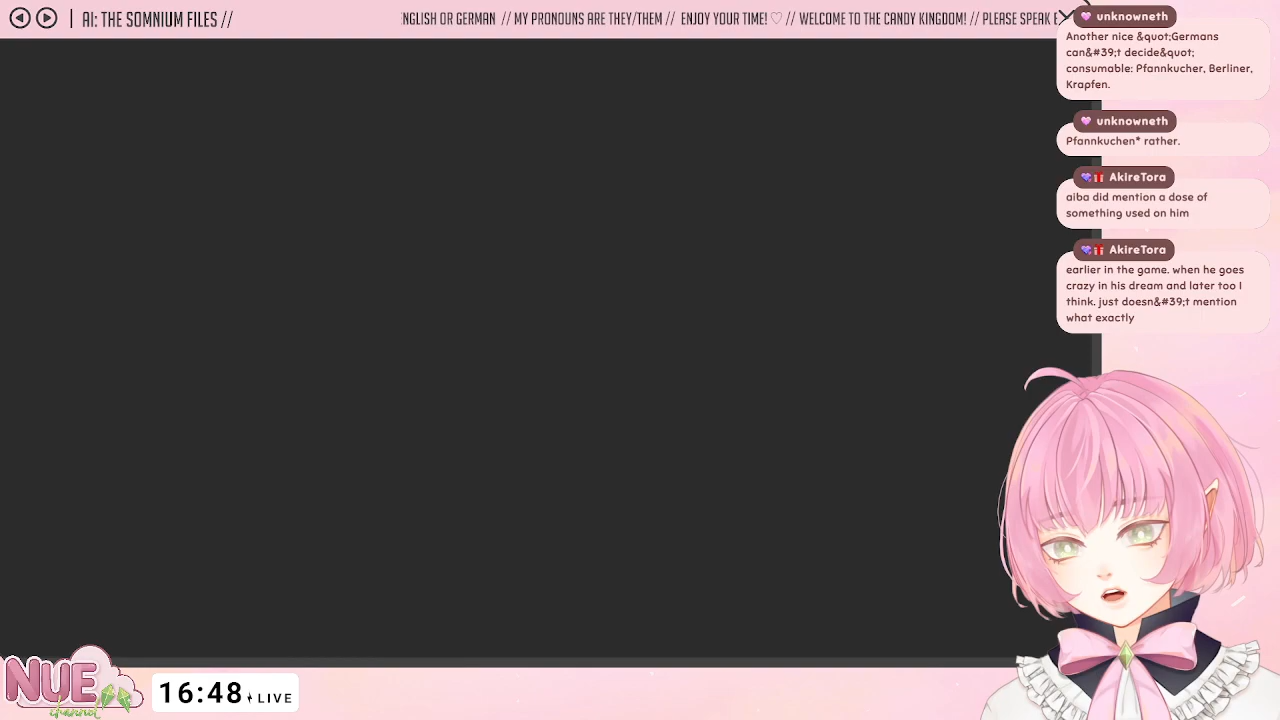 AI: THE SOMNIUM FILES //
NGLISH OR GERMAN // MY PRONOUNS ARE THEY/THEM // ENJOY YOUR TIME! ♡ // WELCOME TO THE CANDY KINGDOM! // PLEASE SPEAK E
unknowneth
Another nice &quot;Germans
can&#39;t decide&quot;
consumable: Pfannkucher, Berliner,
Krapfen.
unknowneth
Pfannkuchen* rather.
AkireTora
aiba did mention a dose of
something used on him
AkireTora
earlier in the game. when he goes
crazy in his dream and later too I
think. just doesn&#39;t mention
what exactly
NUE
channel
16:48 LIVE